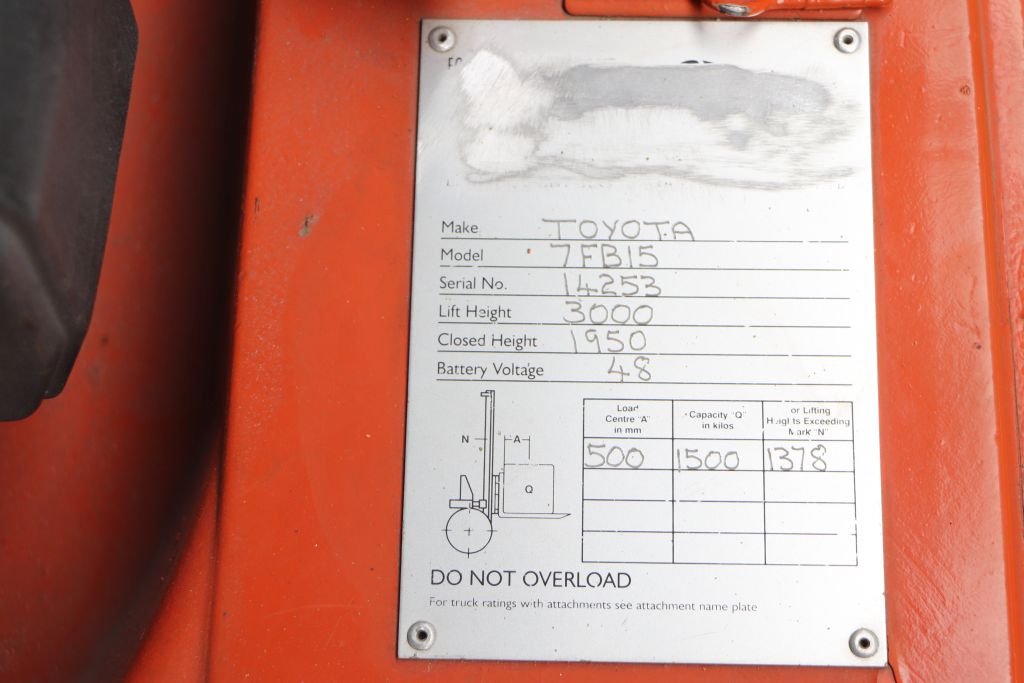 Make TOYOTA
Model 7FB15
Serial No. 14253
Lift Height 3000
Closed Height 1950
Battery Voltage 48
N A Q
Load Centre "A" in mm
Capacity "Q" in kilos
or Lifting Heights Exceeding Mark "N"
500 1500 1378
DO NOT OVERLOAD
For truck ratings with attachments see attachment name plate